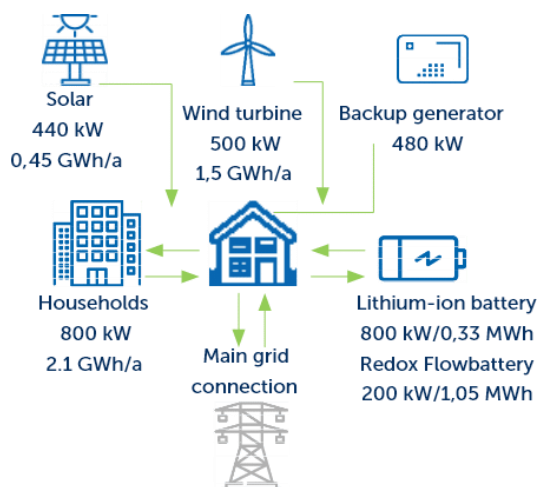 Solar
440 kW
0,45 GWh/a
Wind turbine
500 kW
1,5 GWh/a
Backup generator
480 kW
Households
800 kW
2.1 GWh/a
Main grid
connection
Lithium-ion battery
800 kW/0,33 MWh
Redox Flowbattery
200 kW/1,05 MWh